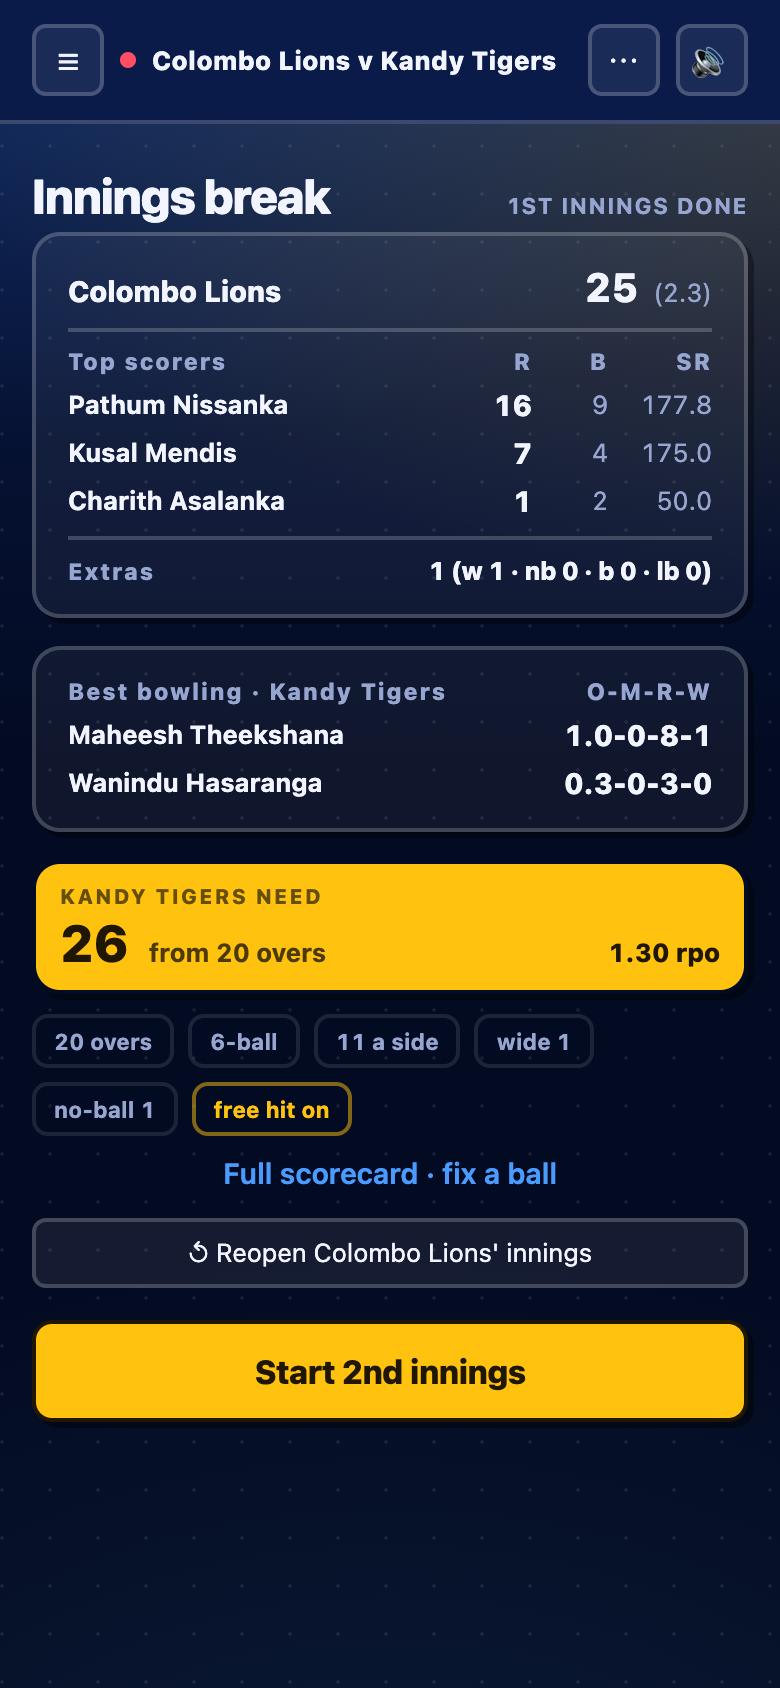 ≡ Colombo Lions v Kandy Tigers ··· 🔊
Innings break 1ST INNINGS DONE
Colombo Lions 25 (2.3)
Top scorers R B SR
Pathum Nissanka 16 9 177.8
Kusal Mendis 7 4 175.0
Charith Asalanka 1 2 50.0
Extras 1 (w 1 · nb 0 · b 0 · lb 0)
Best bowling · Kandy Tigers O-M-R-W
Maheesh Theekshana 1.0-0-8-1
Wanindu Hasaranga 0.3-0-3-0
KANDY TIGERS NEED
26 from 20 overs 1.30 rpo
20 overs 6-ball 11 a side wide 1
no-ball 1 free hit on
Full scorecard · fix a ball
↺ Reopen Colombo Lions' innings
Start 2nd innings